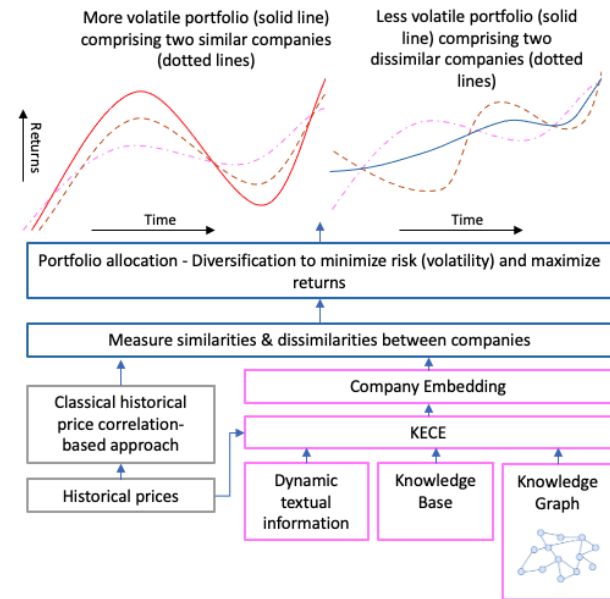 More volatile portfolio (solid line)
comprising two similar companies
(dotted lines)
Less volatile portfolio (solid
line) comprising two
dissimilar companies (dotted
lines)
Returns
Time
Time
Portfolio allocation - Diversification to minimize risk (volatility) and maximize
returns
Measure similarities & dissimilarities between companies
Classical historical
price correlation-
based approach
Company Embedding
KECE
Historical prices
Dynamic
textual
information
Knowledge
Base
Knowledge
Graph